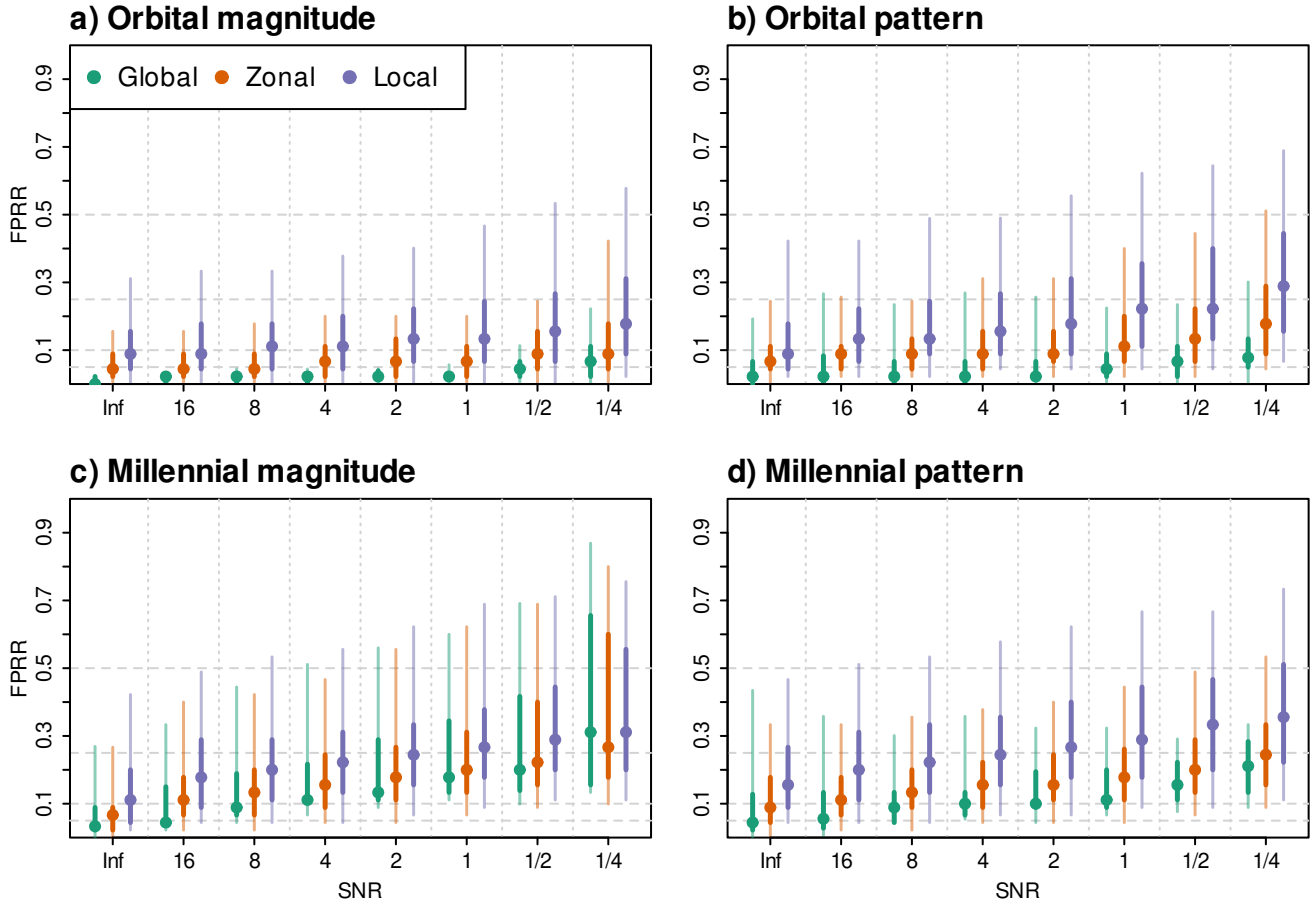 a) Orbital magnitude
b) Orbital pattern
Global Zonal Local
FPRR
0.1 0.3 0.5 0.7 0.9
0.1 0.3 0.5 0.7 0.9
Inf 16 8 4 2 1 1/2 1/4
Inf 16 8 4 2 1 1/2 1/4
c) Millennial magnitude
d) Millennial pattern
FPRR
0.1 0.3 0.5 0.7 0.9
0.1 0.3 0.5 0.7 0.9
Inf 16 8 4 2 1 1/2 1/4
Inf 16 8 4 2 1 1/2 1/4
SNR
SNR